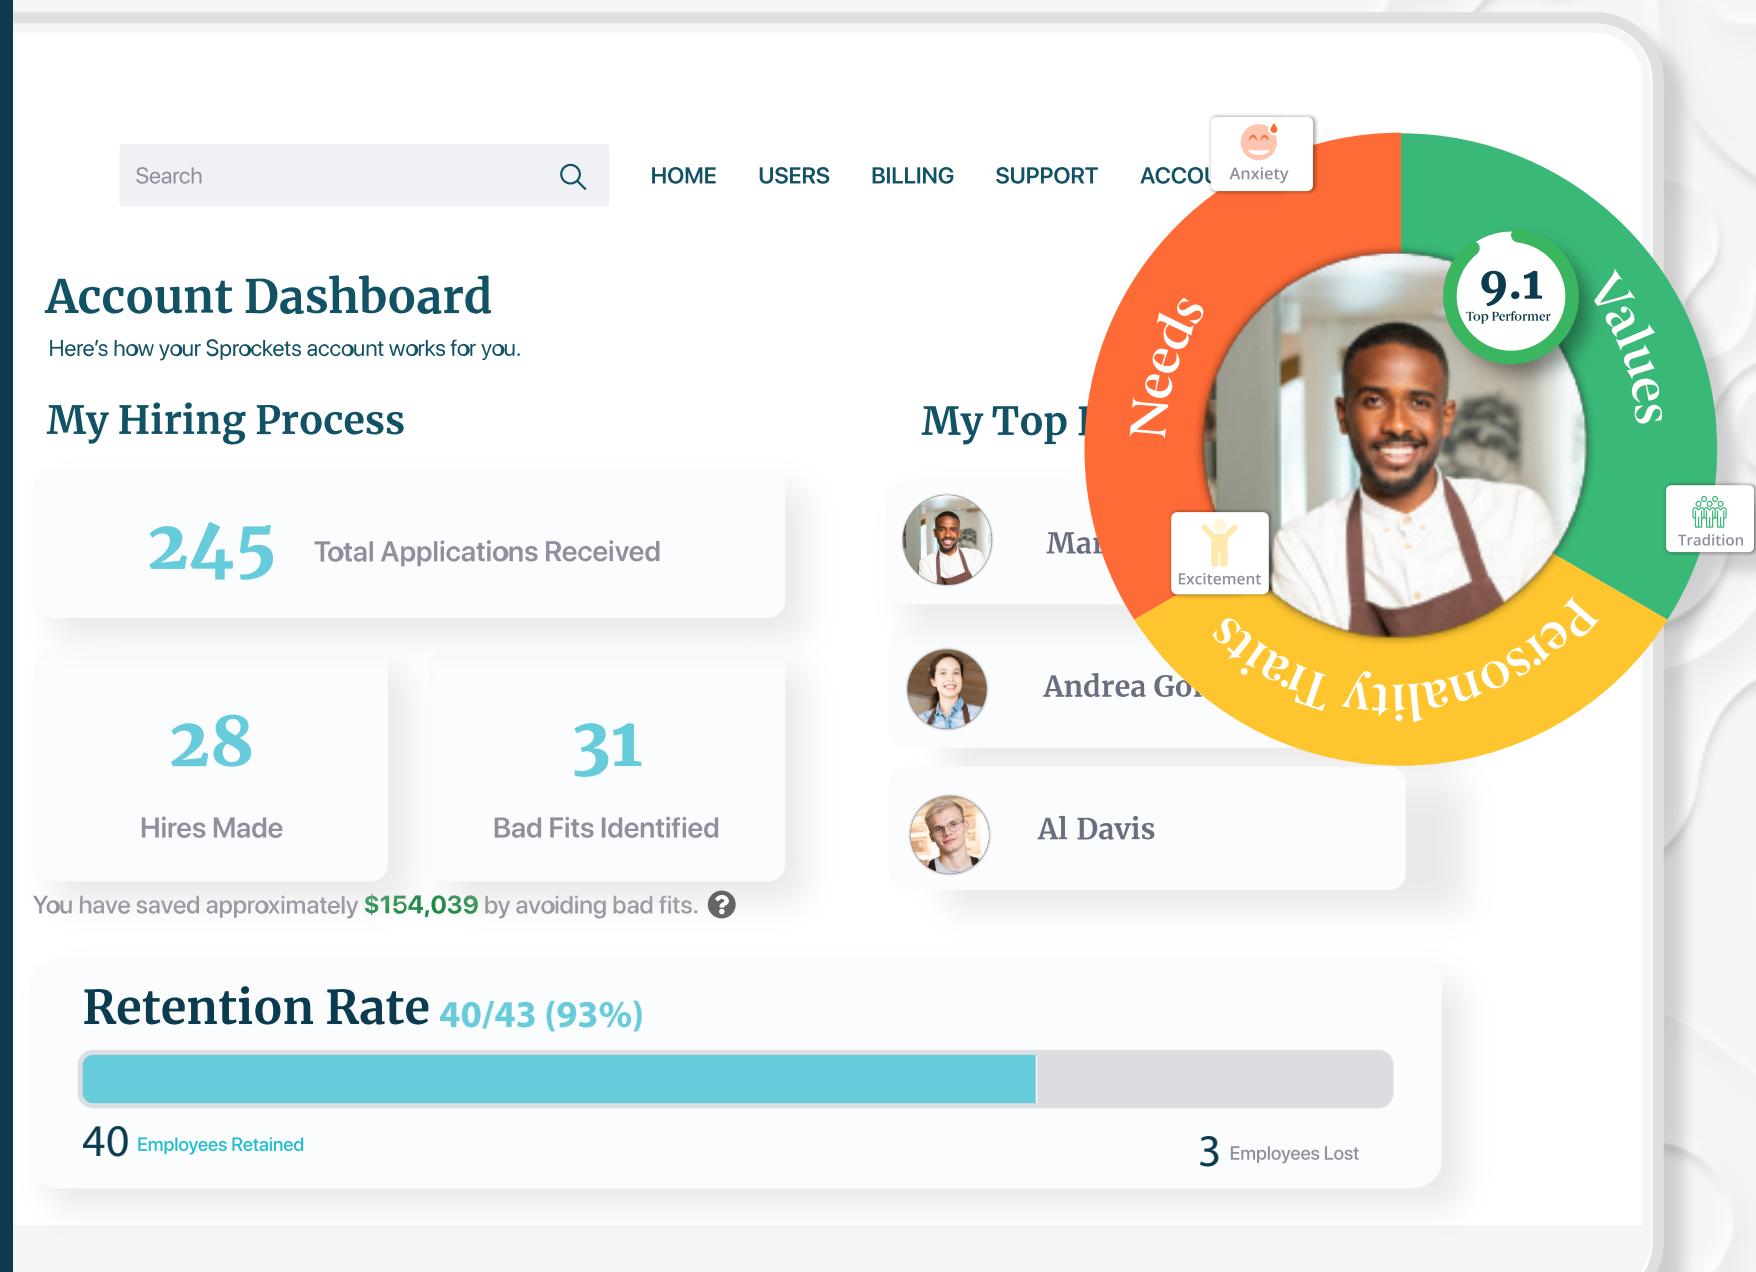 Search
HOME USERS BILLING SUPPORT
Anxiety
Account Dashboard
Here's how your Sprockets account works for you.
9.1
Top Performer
Needs
Values
My Hiring Process
My Top
245 Total Applications Received
Tradition
Excitement
Personality Traits
Andrea
28
Hires Made
31
Bad Fits Identified
Al Davis
You have saved approximately $154,039 by avoiding bad fits. ?
Retention Rate 40/43 (93%)
40 Employees Retained
3 Employees Lost